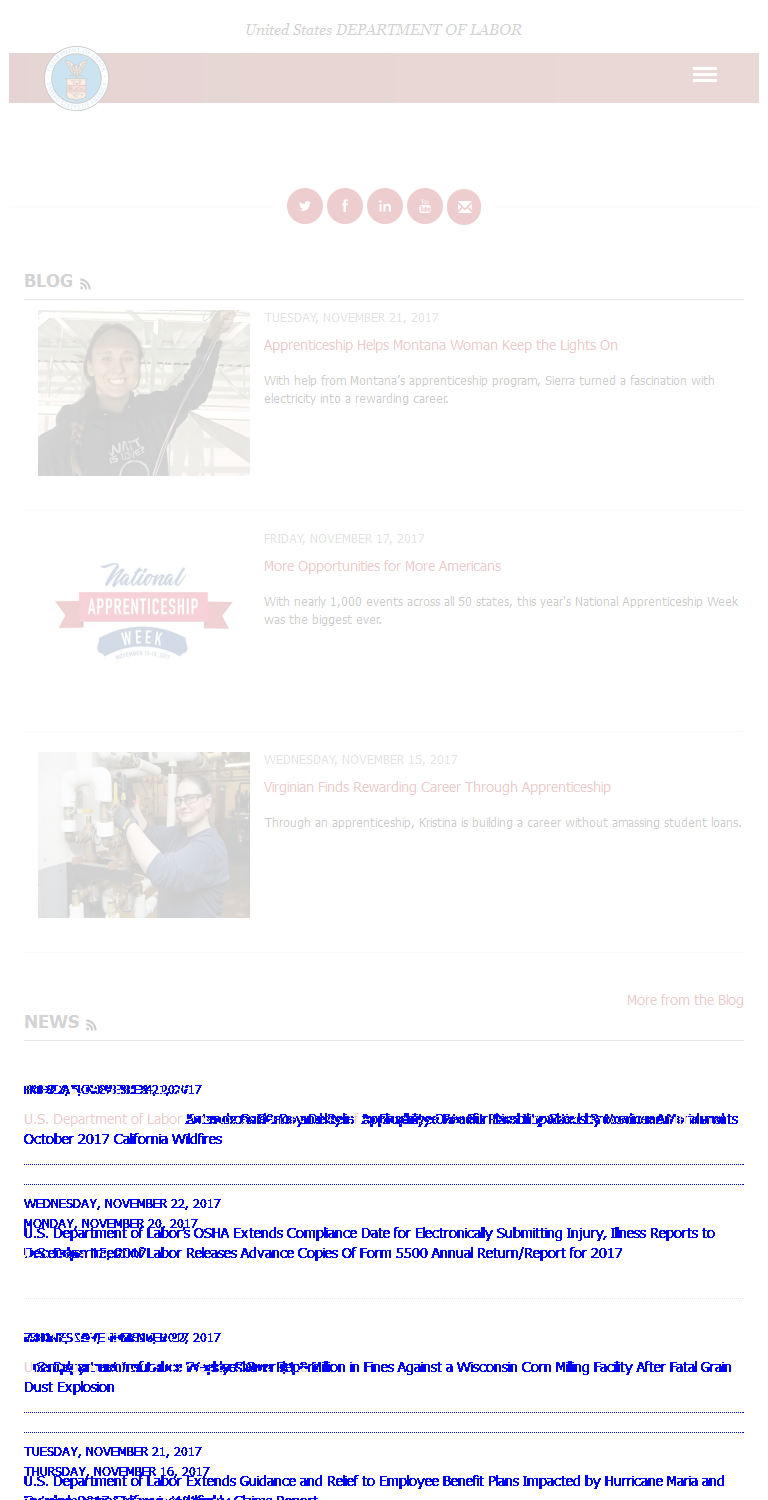 United States DEPARTMENT OF LABOR
BLOG
TUESDAY, NOVEMBER 21, 2017
Apprenticeship Helps Montana Woman Keep the Lights On
With help from Montana's apprenticeship program, Sierra turned a fascination with
electricity into a rewarding career.
FRIDAY, NOVEMBER 17, 2017
National
APPRENTICESHIP
WEEK
More Opportunities for More Americans
With nearly 1,000 events across all 50 states, this year's National Apprenticeship Week
was the biggest ever.
WEDNESDAY, NOVEMBER 15, 2017
Virginian Finds Rewarding Career Through Apprenticeship
Through an apprenticeship, Kristina is building a career without amassing student loans.
More from the Blog
NEWS
U.S. Department of Labor
October 2017 California Wildfires
WEDNESDAY, NOVEMBER 22, 2017
MONDAY, NOVEMBER 20, 2017
U.S. Department of Labor's OSHA Extends Compliance Date for Electronically Submitting Injury, Illness Reports to
Labor Releases Advance Copies Of Form 5500 Annual Return/Report for 2017
Million in Fines Against a Wisconsin Corn Milling Facility After Fatal Grain
Dust Explosion
TUESDAY, NOVEMBER 21, 2017
THURSDAY, NOVEMBER 16, 2017
U.S. Department of Labor Extends Guidance and Relief to Employee Benefit Plans Impacted by Hurricane Maria and